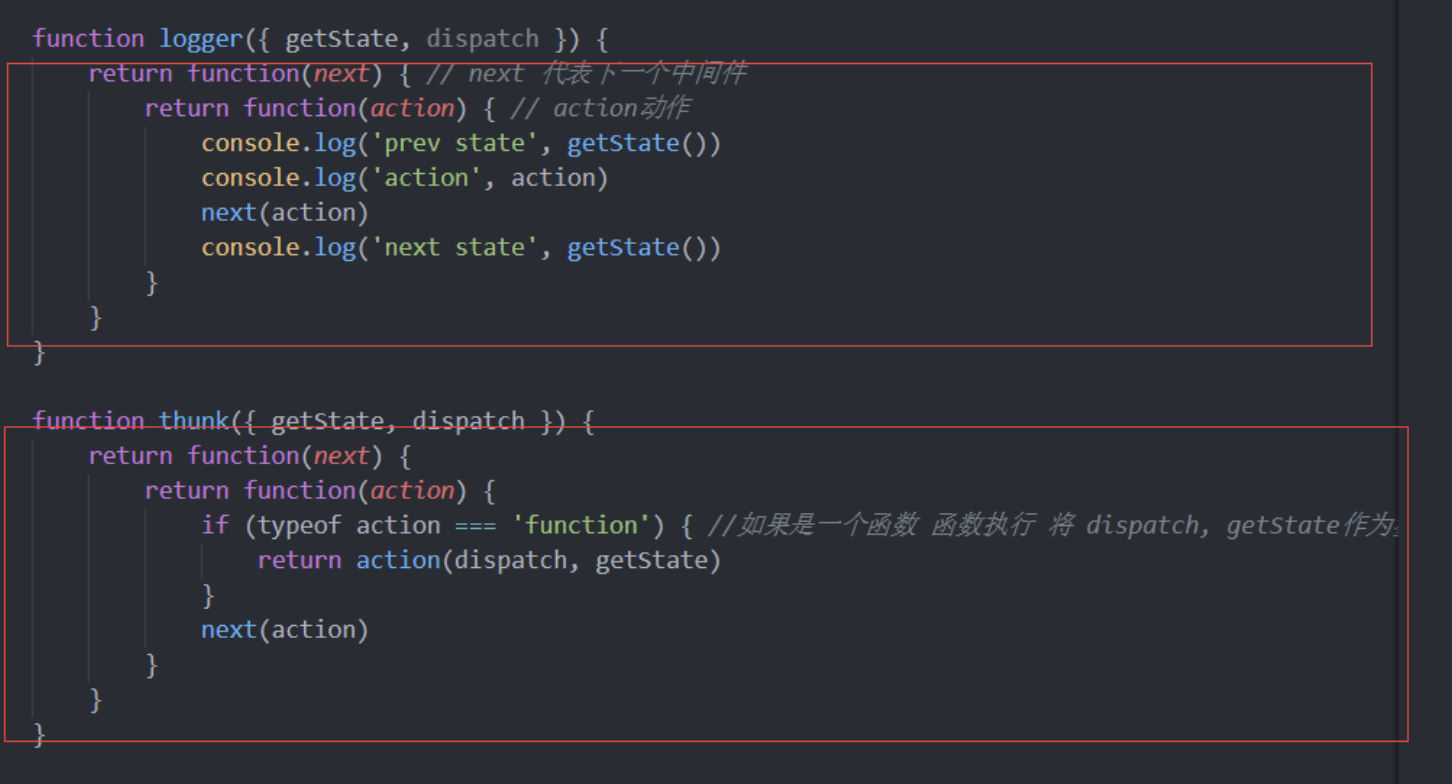 function logger({ getState, dispatch }) {
return function(next) { // next 代表下一个中间件
return function(action) { // action动作
console.log('prev state', getState())
console.log('action', action)
next(action)
console.log('next state', getState())
}
}
}
function thunk({ getState, dispatch }) {
return function(next) {
return function(action) {
if (typeof action === 'function') { //如果是一个函数 函数执行 将 dispatch, getState作为
return action(dispatch, getState)
}
next(action)
}
}
}